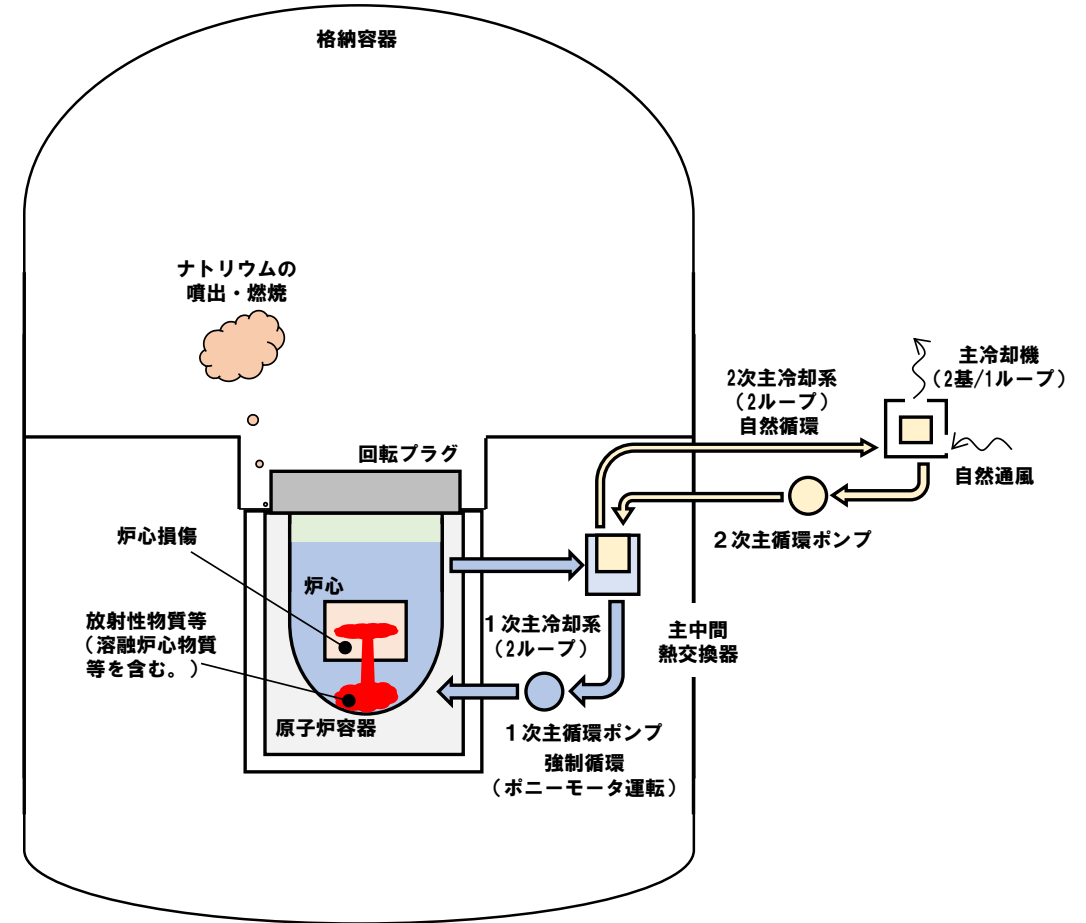 格納容器
ナトリウムの
噴出・燃焼
主冷却機
（2基/1ループ）
2次主冷却系
（2ループ）
自然循環
自然通風
回転プラグ
２次主循環ポンプ
炉心損傷
炉心
放射性物質等
（溶融炉心物質
等を含む。）
１次主冷却系
（2ループ）
主中間
熱交換器
原子炉容器
１次主循環ポンプ
強制循環
（ポニーモータ運転）